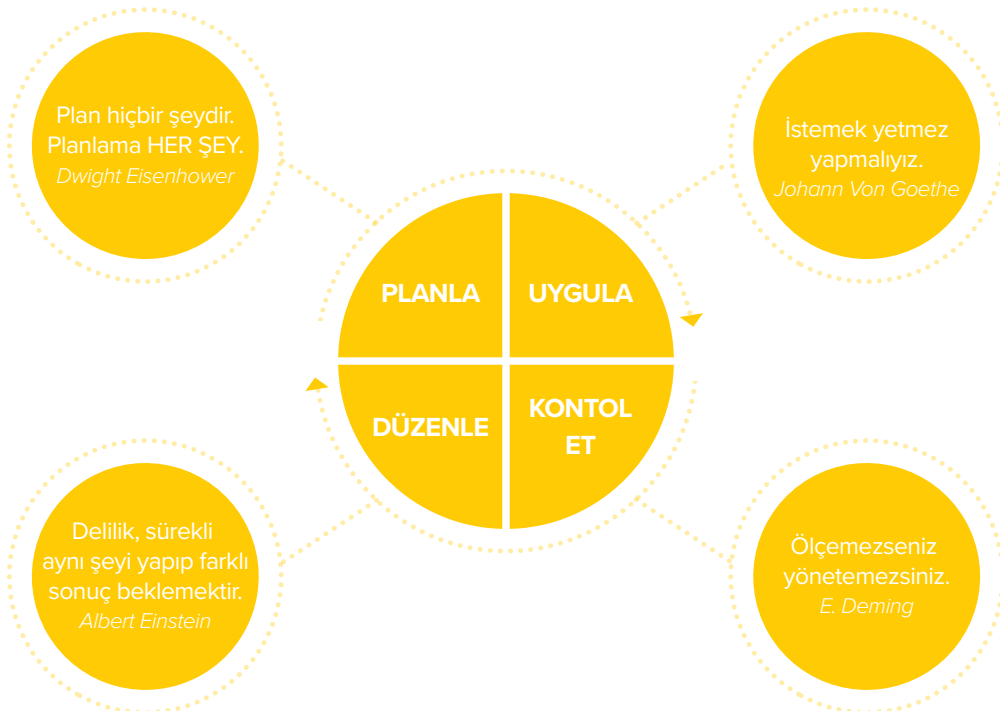 Plan hiçbir şeydir.
Planlama HER ŞEY.
Dwight Eisenhower
İstemek yetmez
yapmalıyız.
Johann Von Goethe
PLANLA
UYGULA
DÜZENLE
KONTOL
ET
Delilik, sürekli
aynı şeyi yapıp farklı
sonuç beklemektir.
Albert Einstein
Ölçemezseniz
yönetemezsiniz.
E. Deming